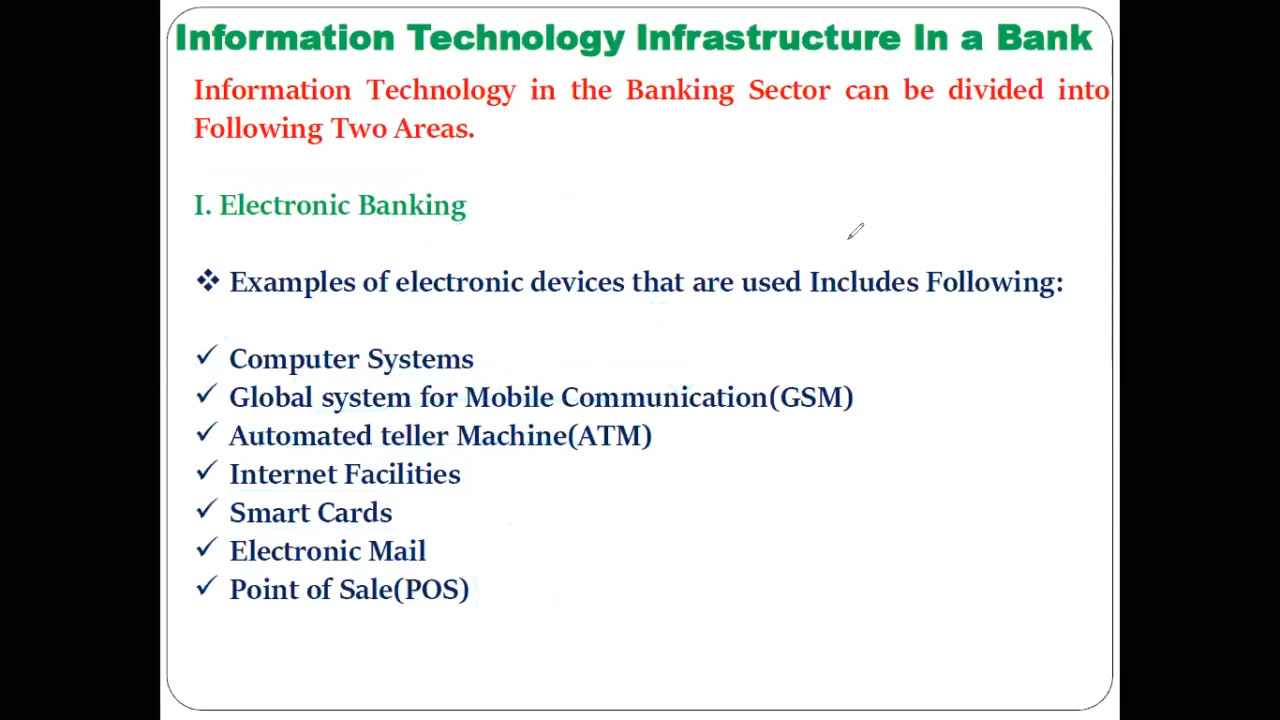 Information Technology Infrastructure In a Bank
Information Technology in the Banking Sector can be divided into
Following Two Areas.
I. Electronic Banking
❖ Examples of electronic devices that are used Includes Following:
✓ Computer Systems
✓ Global system for Mobile Communication(GSM)
✓ Automated teller Machine(ATM)
✓ Internet Facilities
✓ Smart Cards
✓ Electronic Mail
✓ Point of Sale(POS)